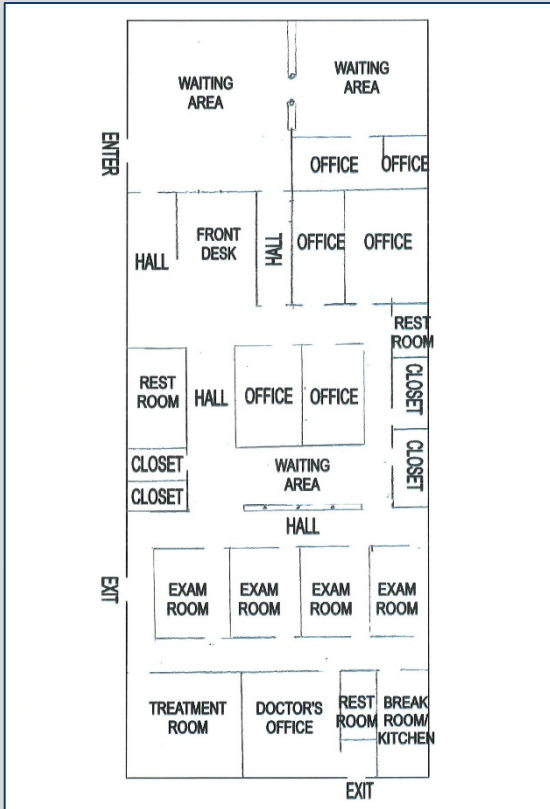 WAITING
AREA
WAITING
AREA
ENTER
OFFICE
OFFICE
HALL
FRONT
DESK
HALL
OFFICE
OFFICE
REST
ROOM
REST
ROOM
HALL
OFFICE
OFFICE
CLOSET
CLOSET
CLOSET
CLOSET
WAITING
AREA
HALL
EXIT
EXAM
ROOM
EXAM
ROOM
EXAM
ROOM
EXAM
ROOM
TREATMENT
ROOM
DOCTOR'S
OFFICE
REST
ROOM
BREAK
ROOM/
KITCHEN
EXIT